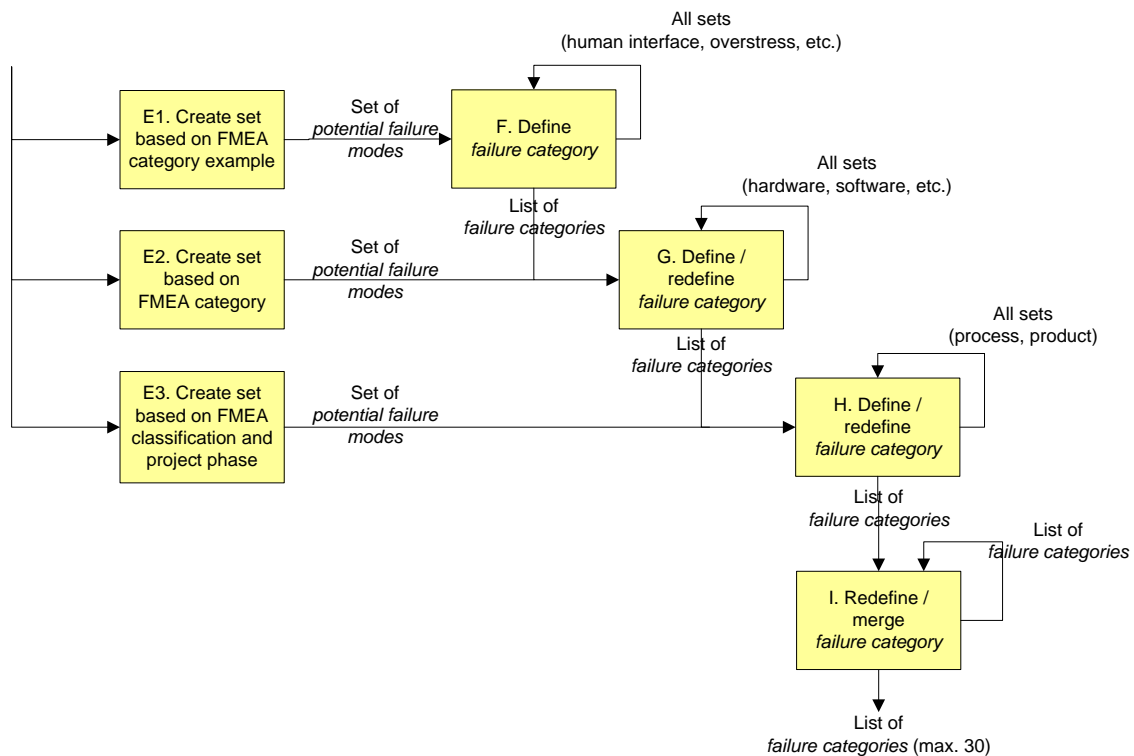 All sets
(human interface, overstress, etc.)
E1. Create set
based on FMEA
category example
Set of
potential failure
modes
F. Define
failure category
All sets
(hardware, software, etc.)
List of
failure categories
E2. Create set
based on
FMEA category
Set of
potential failure
modes
G. Define /
redefine
failure category
All sets
(process, product)
List of
failure categories
E3. Create set
based on FMEA
classification and
project phase
Set of
potential failure
modes
H. Define /
redefine
failure category
List of
failure categories
List of
failure categories
I. Redefine /
merge
failure category
List of
failure categories (max. 30)